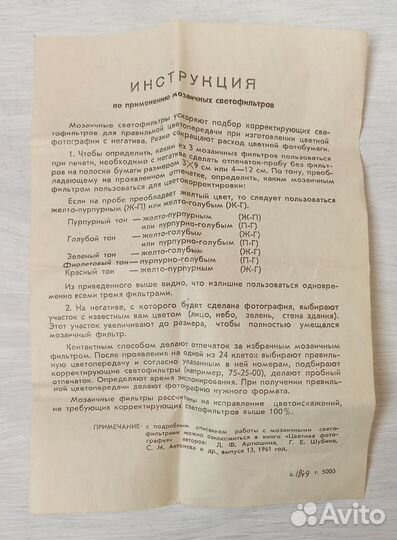 ИНСТРУКЦИЯ
по применению мозаичных светофильтров
Мозаичные светофильтры ускоряют подбор корректирующих све-
тофильтров для правильной цветопередачи при изготовлении цветной
фотографии с негатива. Резко сокращают расход цветной фотобумаги.
1. Чтобы определить, каким из 3 мозаичных фильтров пользоваться
при печати, необходимо с негатива сделать отпечаток-пробу без фильт-
ров на полоске бумаги размером 3×9 см или 4—12 см. По тону, преоб-
ладающему на проявленном отпечатке, определить, каким мозаичным
фильтром пользоваться для цветокорректировки:
Если на пробе преобладает желтый цвет, то следует пользоваться
желто-пурпурным (Ж-П) или желто-голубым (Ж-Г).
Пурпурный тон — желто-пурпурным (Ж-П)
или пурпурно-голубым (П-Г)
Голубой тон — желто-голубым (Ж-Г)
или пурпурно-голубым (П-Г)
Зеленый тон — желто-голубым (Ж-Г)
Фиолетовый тон — пурпурно-голубым (П-Г)
Красный тон — желто-пурпурным (Ж-П)
Из приведенного выше видно, что излишне пользоваться одновре-
менно всеми тремя фильтрами.
2. На негативе, с которого будет сделана фотография, выбирают
участок с известным вам цветом (лицо, небо, зелень, стена здания).
Этот участок увеличивают до размера, чтобы полностью умещался
мозаичный фильтр.
Контактным способом делают отпечаток за избранным мозаичным
фильтром. После проявления на одной из 24 клеток выбирают правиль-
ную цветопередачу и согласно указанным в ней номерам, подбирают
корректирующие светофильтры (например, 75-25-00), делают пробный
отпечаток. Определяют время экспонирования. При получении правиль-
ной цветопередачи делают фотографию нужного формата.
Мозаичные фильтры рассчитаны на исправление цветоискажений,
не требующих корректирующих светофильтров выше 100%.
ПРИМЕЧАНИЕ — с подробным описанием работы с мозаичными свето-
фильтрами можно ознакомиться в книге «Цветная фото-
графия» авторов: Д. Ф. Артюшина, Г. Е. Шубина,
С. М. Антонова и др., выпуск 13, 1961 год.
з. 1849 т. 5000
Avito